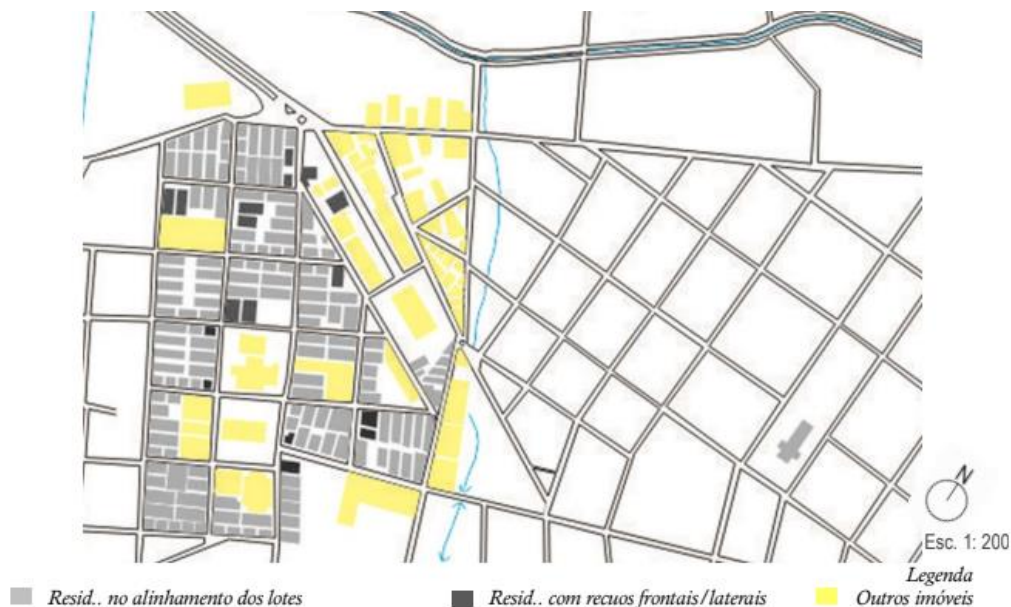 N
Esc. 1: 200
Legenda
Resid.. no alinhamento dos lotes
Resid.. com recuos frontais/laterais
Outros imóveis